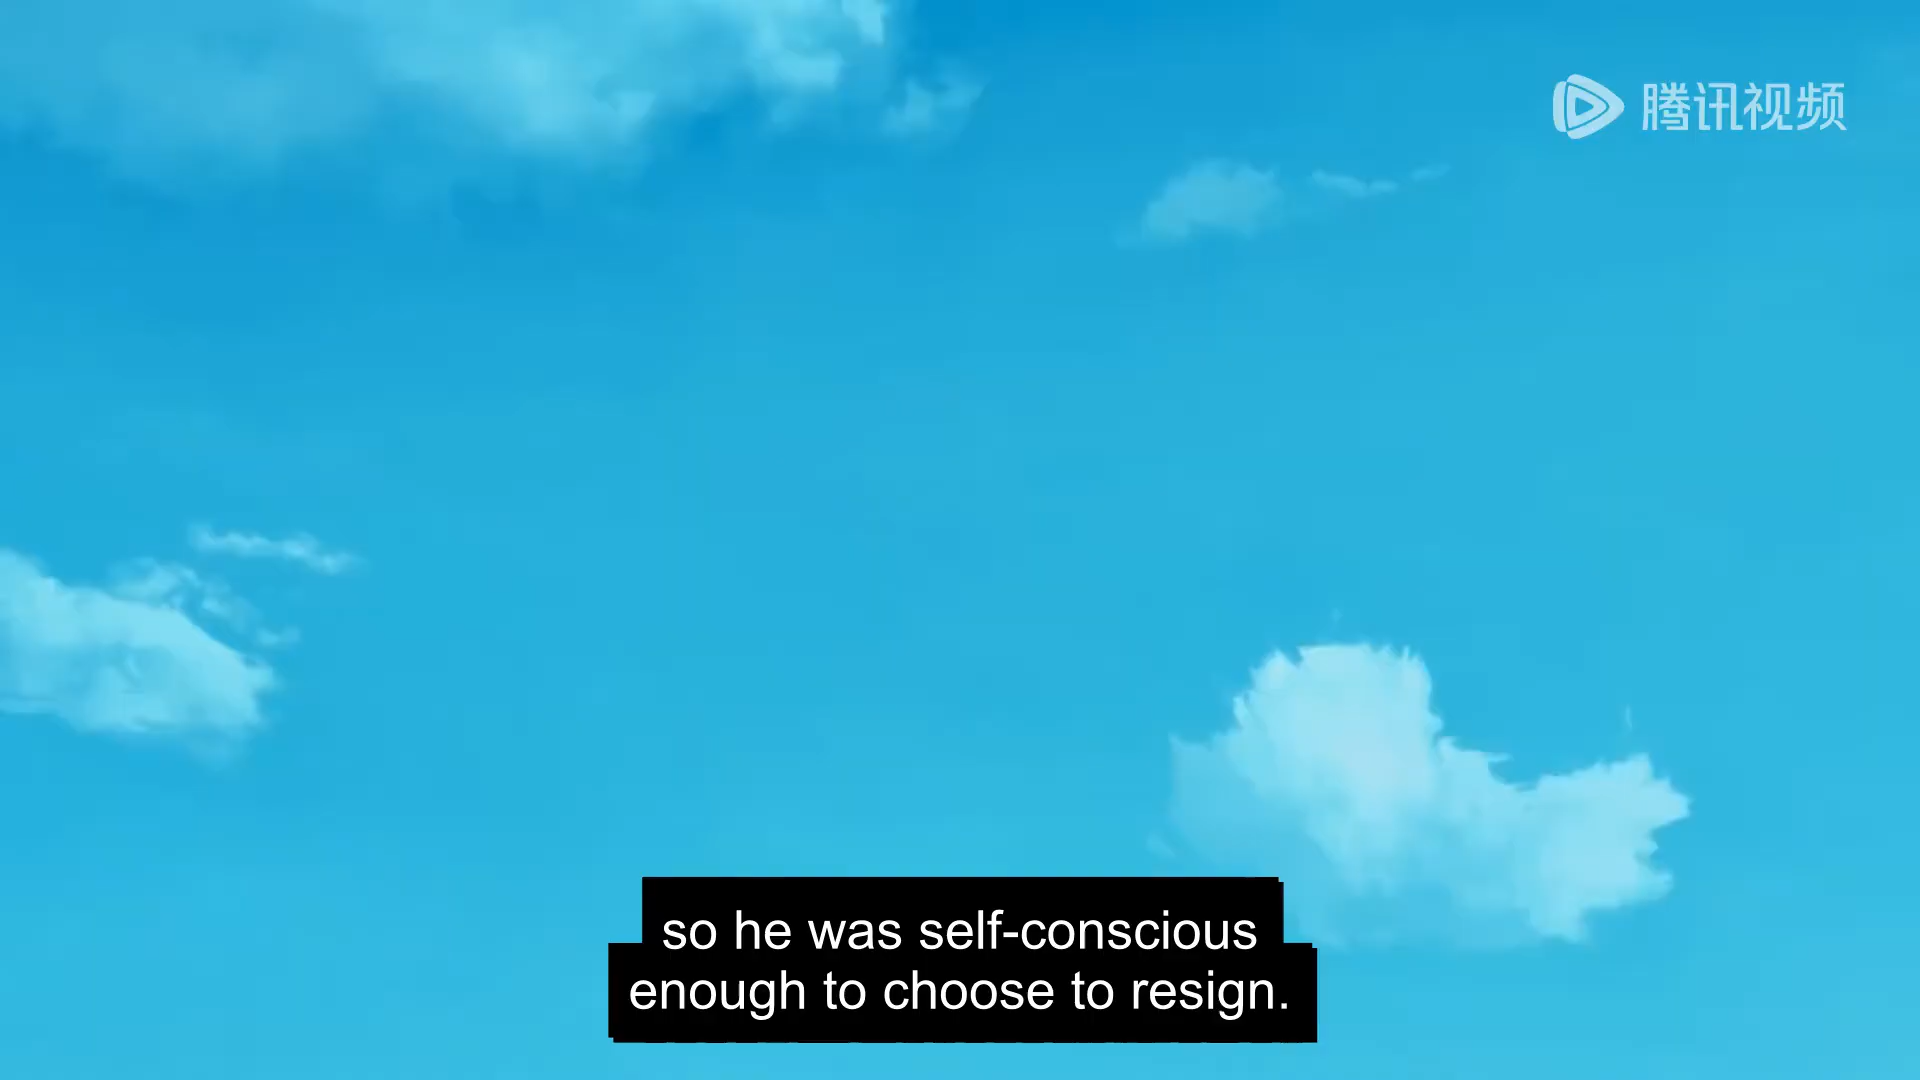 腾讯视频
so he was self-conscious
enough to choose to resign.